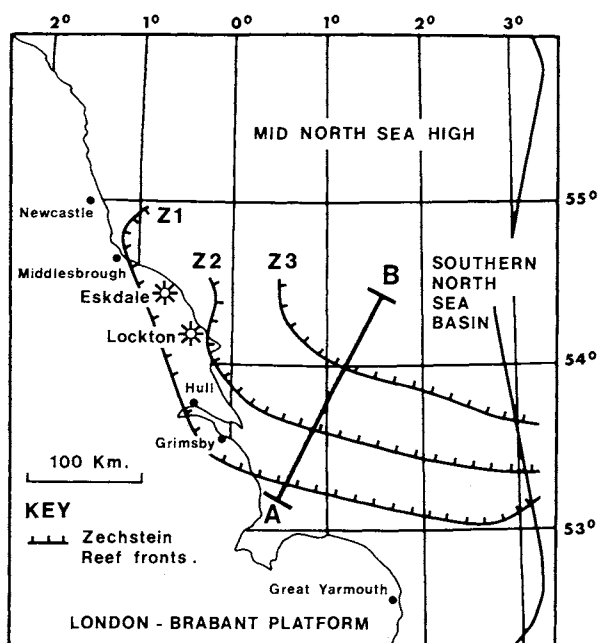 2° 1° 0° 1° 2° 3°
MID NORTH SEA HIGH
55°
Newcastle
Z1
Middlesbrough
Z2
Z3
B
SOUTHERN
NORTH
SEA
BASIN
Eskdale
Lockton
54°
Hull
Grimsby
100 Km.
KEY
A
Zechstein
Reef fronts .
53°
Great Yarmouth
LONDON - BRABANT PLATFORM